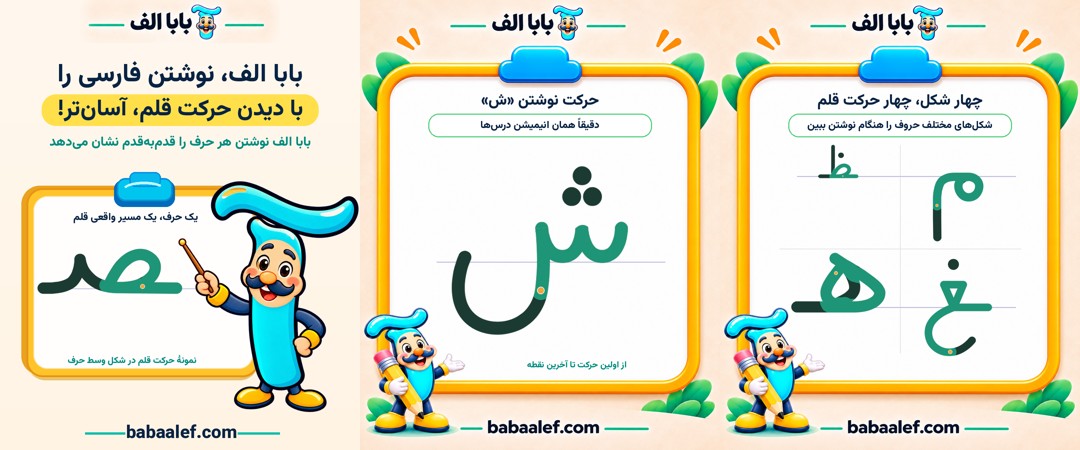 بابا الف
بابا الف، نوشتن فارسی را
با دیدن حرکت قلم، آسان‌تر!
بابا الف نوشتن هر حرف را قدم‌به‌قدم نشان می‌دهد
یک حرف، یک مسیر واقعی قلم
صـ
نمونهٔ حرکت قلم در شکل وسط حرف
babaalef.com
بابا الف
حرکت نوشتن «ش»
دقیقاً همان انیمیشن درس‌ها
ش
از اولین حرکت تا آخرین نقطه
babaalef.com
بابا الف
چهار شکل، چهار حرکت قلم
شکل‌های مختلف حروف را هنگام نوشتن ببین
م
ظ
غ
ه
babaalef.com